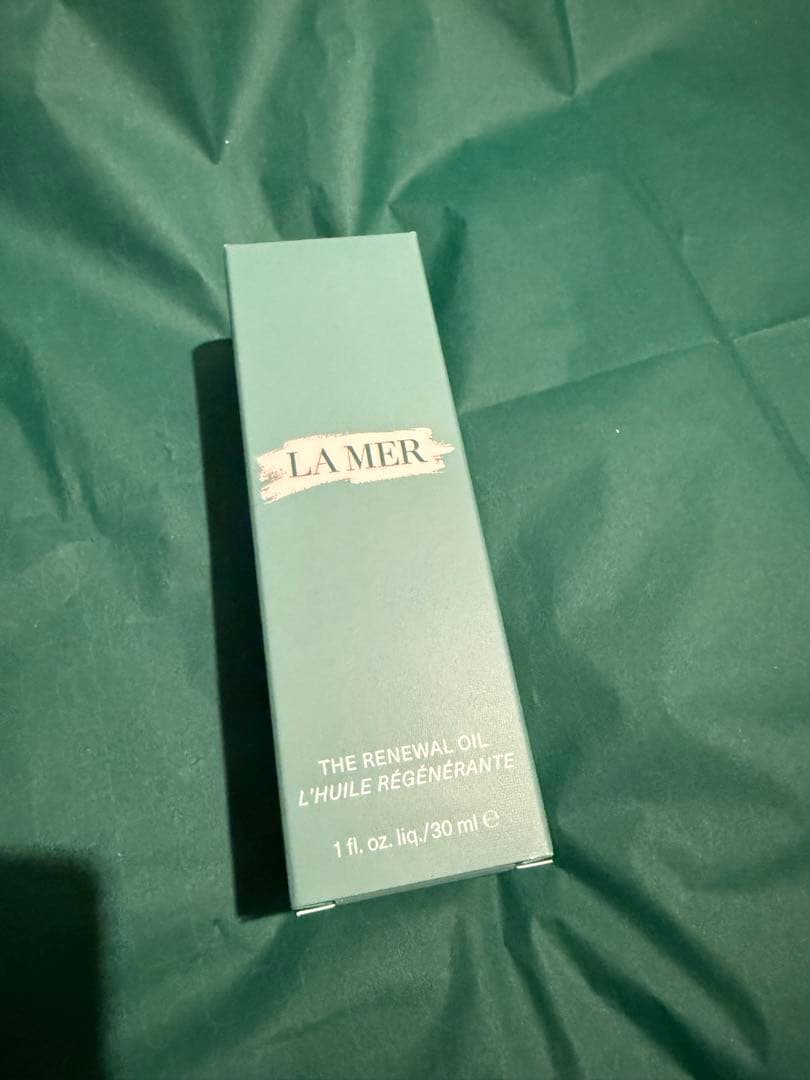 LA MER
THE RENEWAL OIL
L'HUILE RÉGÉNÉRANTE
1 fl. oz. liq./30 ml ℮